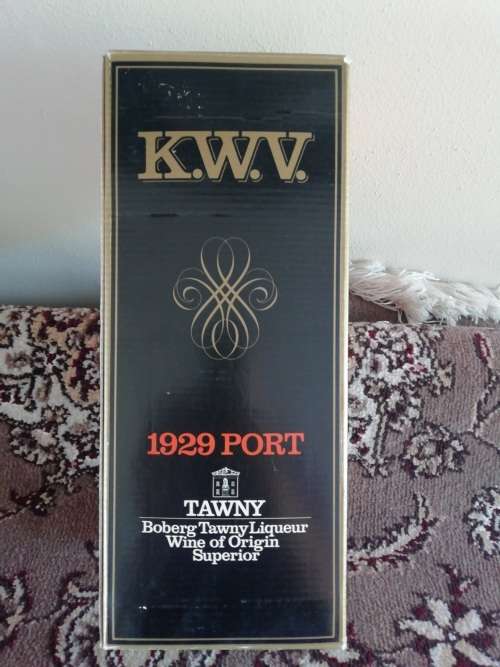 K.W.V.
1929 PORT
TAWNY
Boberg Tawny Liqueur
Wine of Origin
Superior